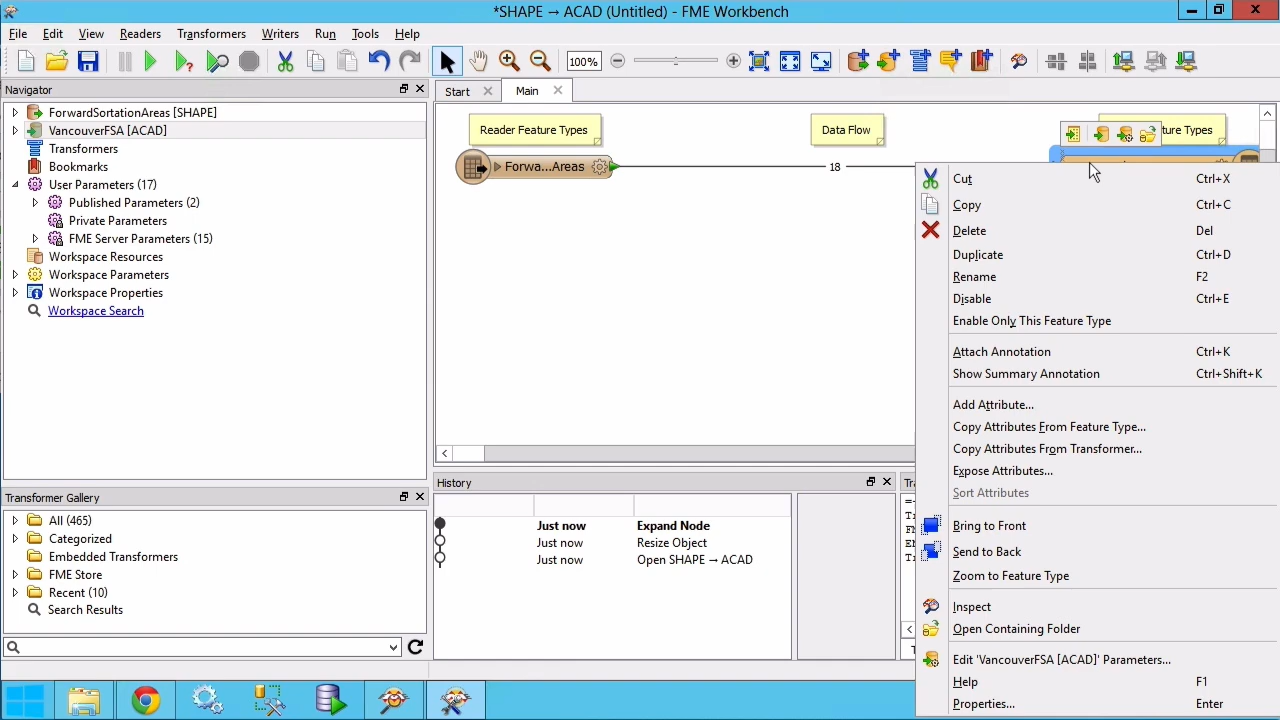 *SHAPE → ACAD (Untitled) - FME Workbench
File Edit View Readers Transformers Writers Run Tools Help
100%
Navigator
ForwardSortationAreas [SHAPE]
VancouverFSA [ACAD]
Transformers
Bookmarks
User Parameters (17)
Published Parameters (2)
Private Parameters
FME Server Parameters (15)
Workspace Resources
Workspace Parameters
Workspace Properties
Workspace Search
Transformer Gallery
All (465)
Categorized
Embedded Transformers
FME Store
Recent (10)
Search Results
Start
Main
Reader Feature Types
Data Flow
Forwa...Areas
18
History
Just now Expand Node
Just now Resize Object
Just now Open SHAPE → ACAD
Cut Ctrl+X
Copy Ctrl+C
Delete Del
Duplicate Ctrl+D
Rename F2
Disable Ctrl+E
Enable Only This Feature Type
Attach Annotation Ctrl+K
Show Summary Annotation Ctrl+Shift+K
Add Attribute...
Copy Attributes From Feature Type...
Copy Attributes From Transformer...
Expose Attributes...
Sort Attributes
Bring to Front
Send to Back
Zoom to Feature Type
Inspect
Open Containing Folder
Edit 'VancouverFSA [ACAD]' Parameters...
Help F1
Properties... Enter